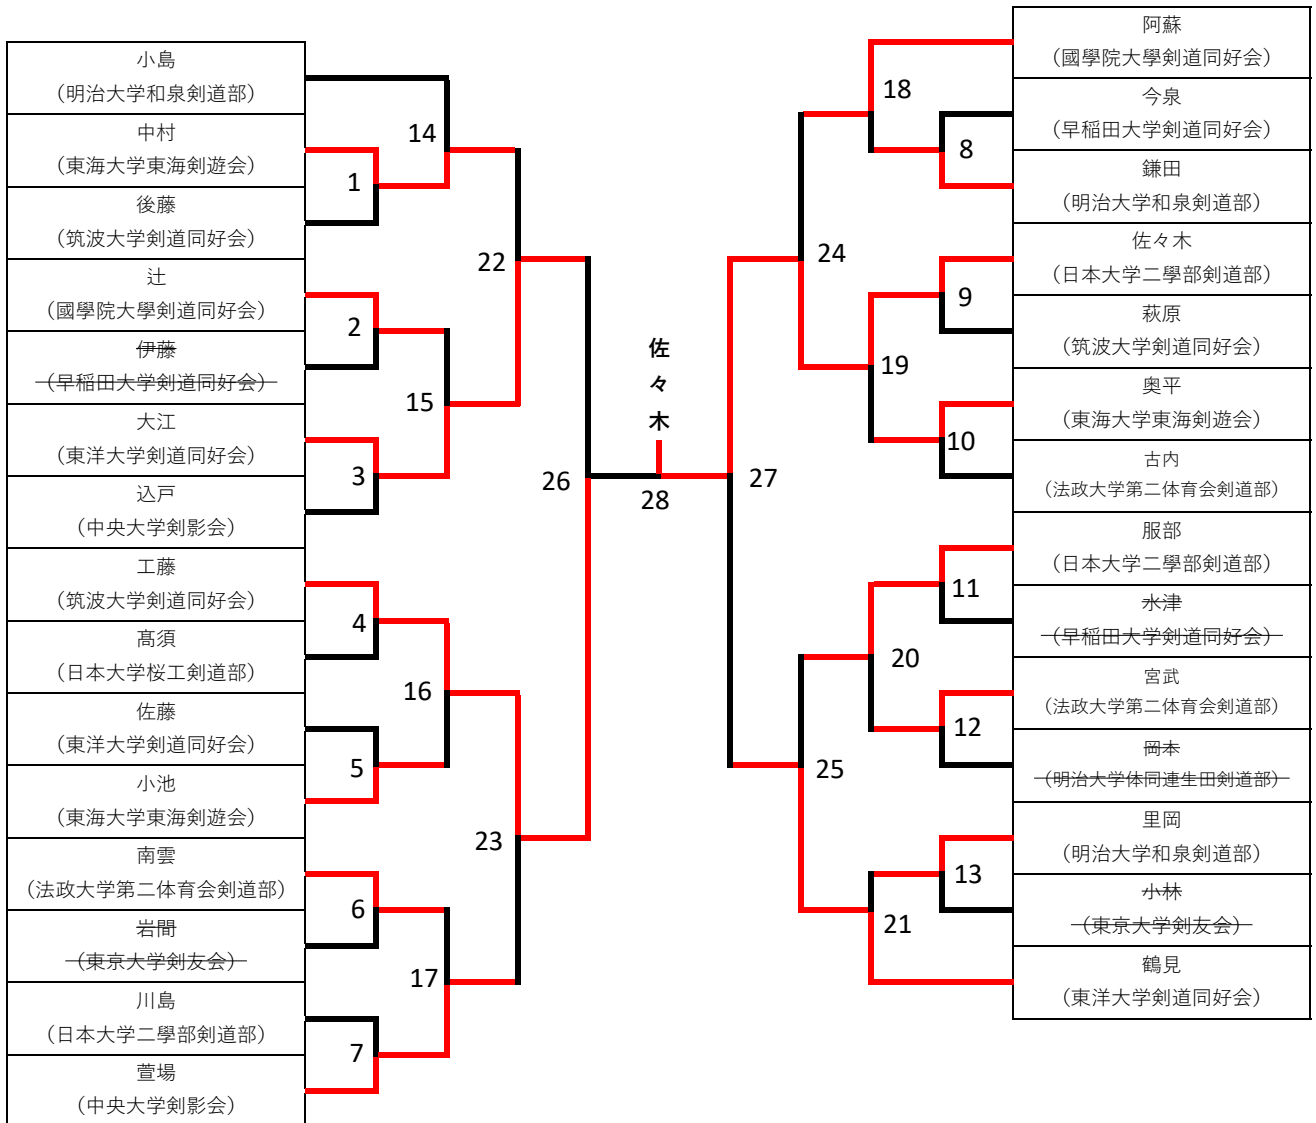 小島
（明治大学和泉剣道部）
中村
（東海大学東海剣遊会）
後藤
（筑波大学剣道同好会）
辻
（國學院大學剣道同好会）
伊藤
（早稲田大学剣道同好会）
大江
（東洋大学剣道同好会）
込戸
（中央大学剣影会）
工藤
（筑波大学剣道同好会）
髙須
（日本大学桜工剣道部）
佐藤
（東洋大学剣道同好会）
小池
（東海大学東海剣遊会）
南雲
（法政大学第二体育会剣道部）
岩間
（東京大学剣友会）
川島
（日本大学二學部剣道部）
萱場
（中央大学剣影会）
1
2
3
4
5
6
7
14
15
16
17
22
23
26
佐々木
28
27
24
25
18
19
20
21
8
9
10
11
12
13
阿蘇
（國學院大學剣道同好会）
今泉
（早稲田大学剣道同好会）
鎌田
（明治大学和泉剣道部）
佐々木
（日本大学二學部剣道部）
萩原
（筑波大学剣道同好会）
奥平
（東海大学東海剣遊会）
古内
（法政大学第二体育会剣道部）
服部
（日本大学二學部剣道部）
水津
（早稲田大学剣道同好会）
宮武
（法政大学第二体育会剣道部）
岡本
（明治大学体同連生田剣道部）
里岡
（明治大学和泉剣道部）
小林
（東京大学剣友会）
鶴見
（東洋大学剣道同好会）